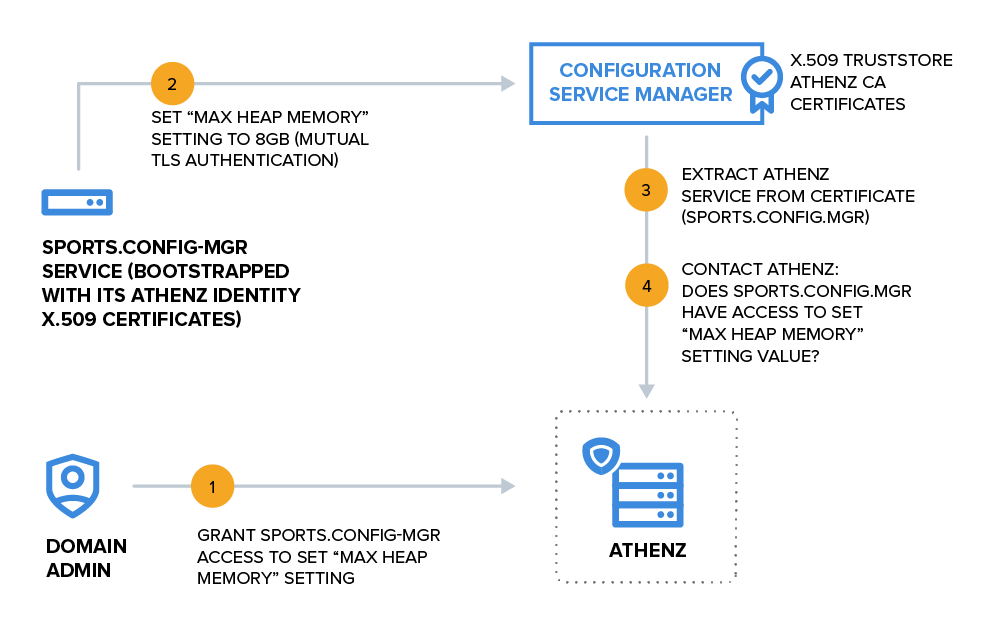 2
SET “MAX HEAP MEMORY”
SETTING TO 8GB (MUTUAL
TLS AUTHENTICATION)
CONFIGURATION
SERVICE MANAGER
X.509 TRUSTSTORE
ATHENZ CA
CERTIFICATES
SPORTS.CONFIG-MGR
SERVICE (BOOTSTRAPPED
WITH ITS ATHENZ IDENTITY
X.509 CERTIFICATES)
3
EXTRACT ATHENZ
SERVICE FROM CERTIFICATE
(SPORTS.CONFIG.MGR)
4
CONTACT ATHENZ:
DOES SPORTS.CONFIG.MGR
HAVE ACCESS TO SET
“MAX HEAP MEMORY”
SETTING VALUE?
DOMAIN
ADMIN
1
GRANT SPORTS.CONFIG-MGR
ACCESS TO SET “MAX HEAP
MEMORY” SETTING
ATHENZ